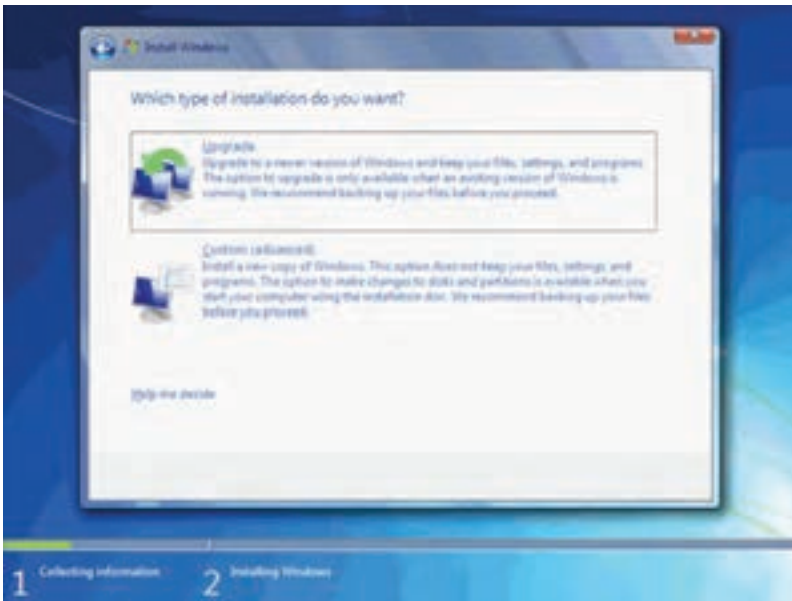 Install Windows
Which type of installation do you want?
Upgrade
Upgrade to a newer version of Windows and keep your files, settings, and programs.
The option to upgrade is only available when an existing version of Windows is
running. We recommend backing up your files before you proceed.
Custom (advanced)
Install a new copy of Windows. This option does not keep your files, settings, and
programs. The option to make changes to disks and partitions is available when you
start your computer using the installation disc. We recommend backing up your files
before you proceed.
Help me decide
1 Collecting information
2 Installing Windows